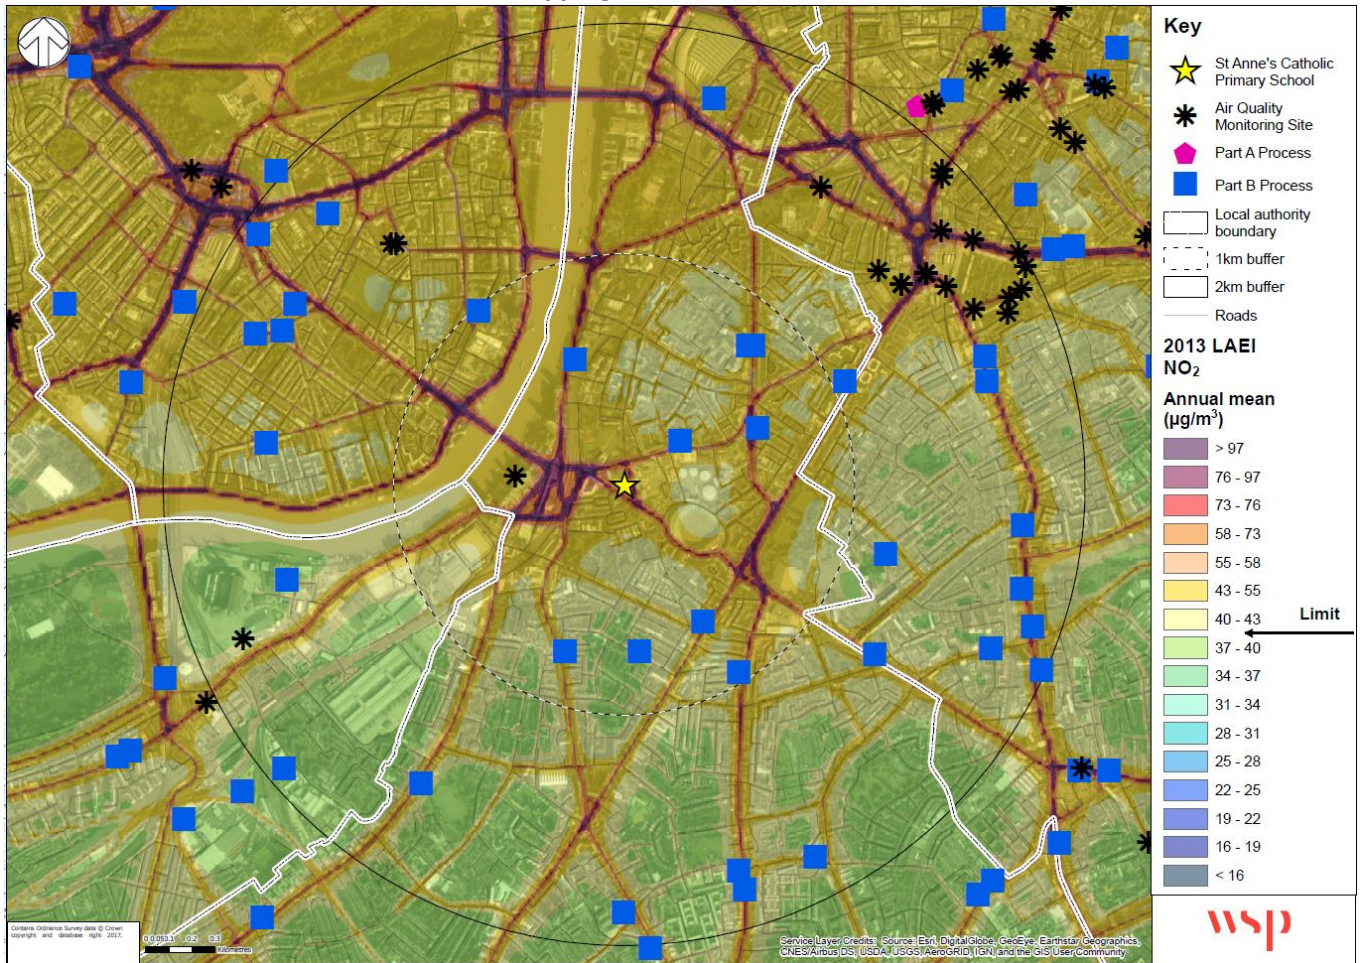 Key
St Anne's Catholic
Primary School
Air Quality
Monitoring Site
Part A Process
Part B Process
Local authority
boundary
1km buffer
2km buffer
Roads
2013 LAEI
NO2
Annual mean
(µg/m³)
> 97
76 - 97
73 - 76
58 - 73
55 - 58
43 - 55
40 - 43
Limit
37 - 40
34 - 37
31 - 34
28 - 31
25 - 28
22 - 25
19 - 22
16 - 19
< 16
wsp
Contains Ordnance Survey data © Crown
copyright and database right 2017.
0.2 0.3
Kilometres
Service Layer Credits: Source: Esri, DigitalGlobe, GeoEye, Earthstar Geographics,
CNES/Airbus DS, USDA, USGS, AeroGRID, IGN, and the GIS User Community